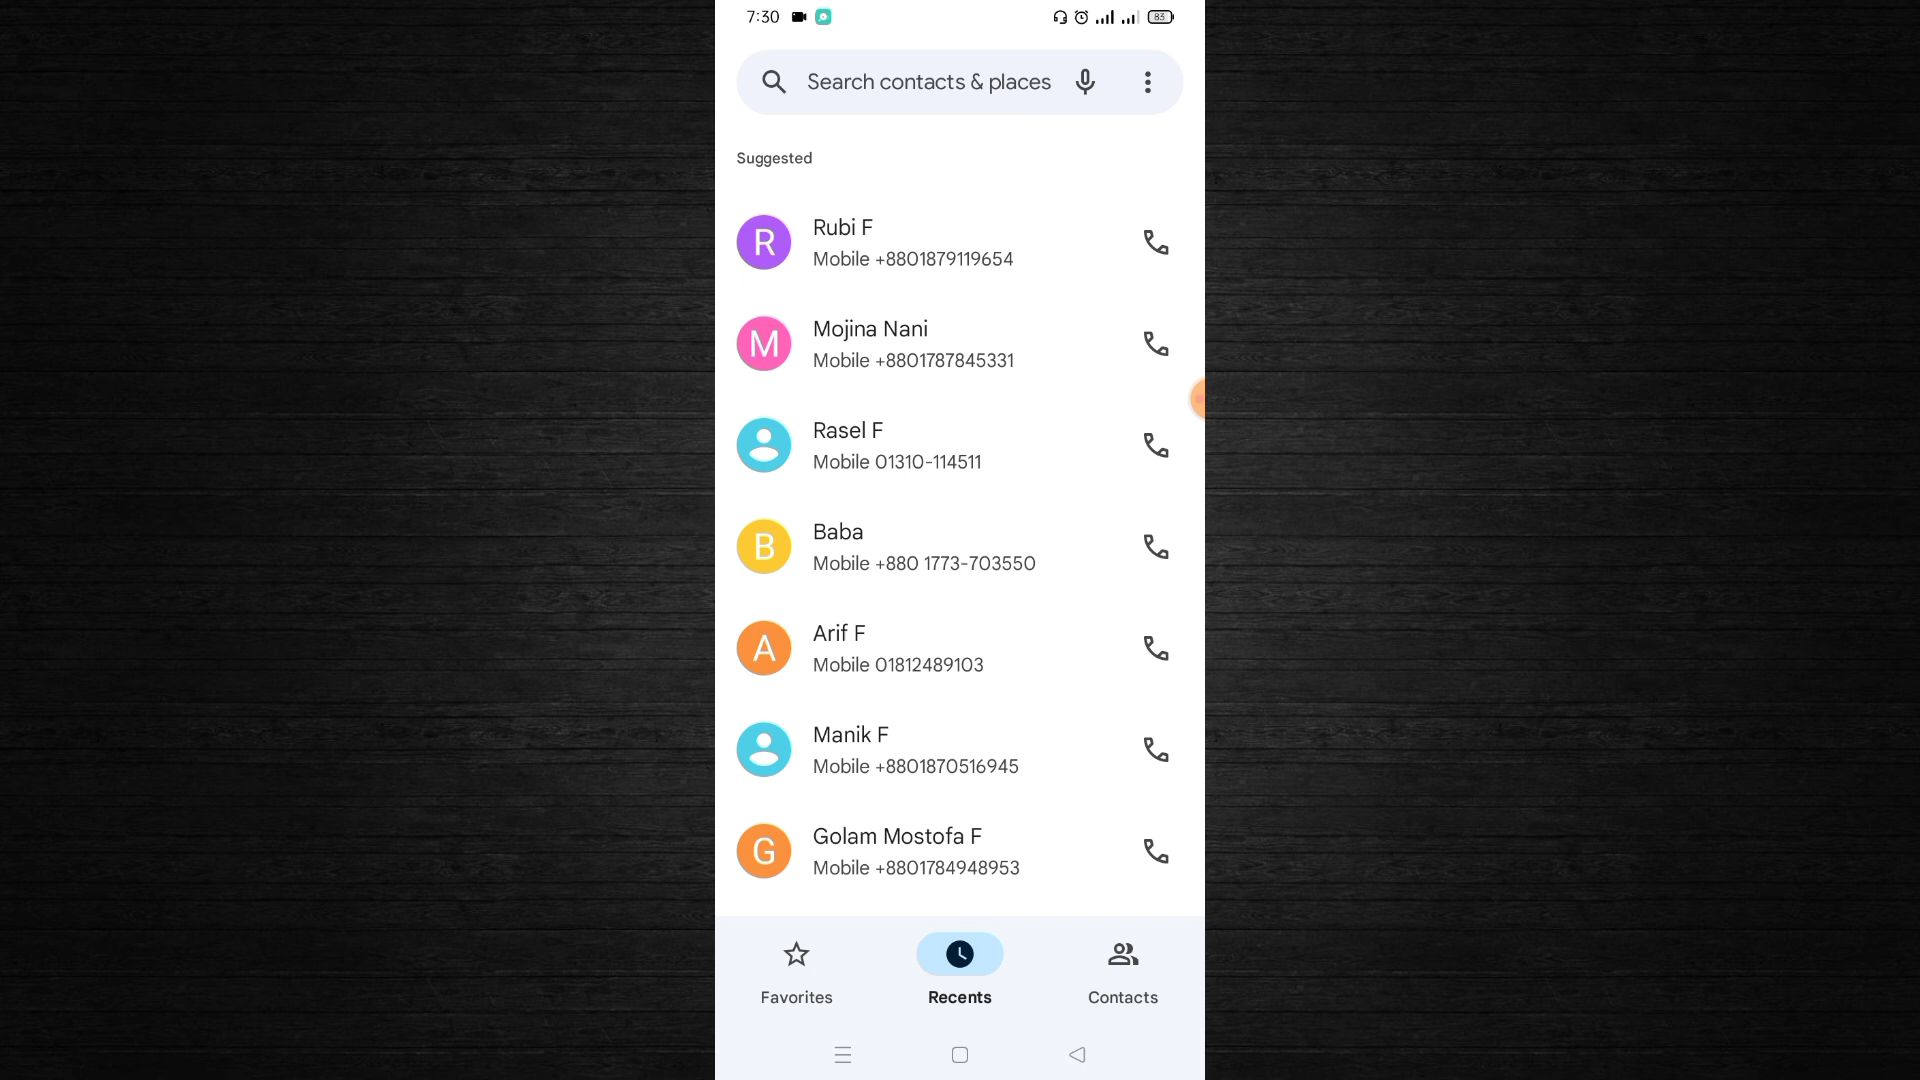 7:30
83
Search contacts & places
Suggested
R
Rubi F
Mobile +8801879119654
M
Mojina Nani
Mobile +8801787845331
Rasel F
Mobile 01310-114511
B
Baba
Mobile +880 1773-703550
A
Arif F
Mobile 01812489103
Manik F
Mobile +8801870516945
G
Golam Mostofa F
Mobile +8801784948953
Favorites
Recents
Contacts